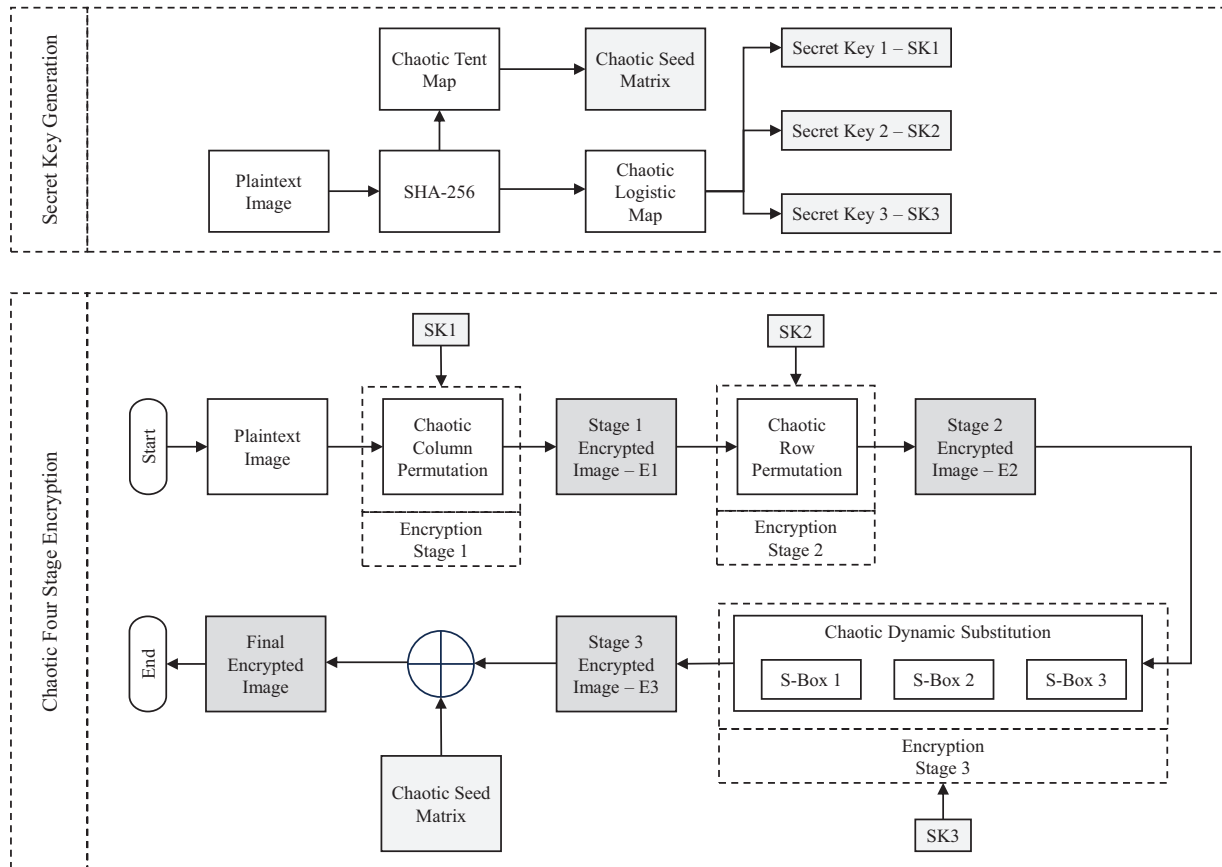 Secret Key Generation
Chaotic Tent
Map
Chaotic Seed
Matrix
Secret Key 1 – SK1
Secret Key 2 – SK2
Plaintext
Image
SHA-256
Chaotic
Logistic
Map
Secret Key 3 – SK3
Chaotic Four Stage Encryption
SK1
SK2
Start
Plaintext
Image
Chaotic
Column
Permutation
Encryption
Stage 1
Stage 1
Encrypted
Image – E1
Chaotic
Row
Permutation
Encryption
Stage 2
Stage 2
Encrypted
Image – E2
Chaotic Dynamic Substitution
S-Box 1
S-Box 2
S-Box 3
Encryption
Stage 3
SK3
Stage 3
Encrypted
Image – E3
Chaotic Seed
Matrix
Final
Encrypted
Image
End